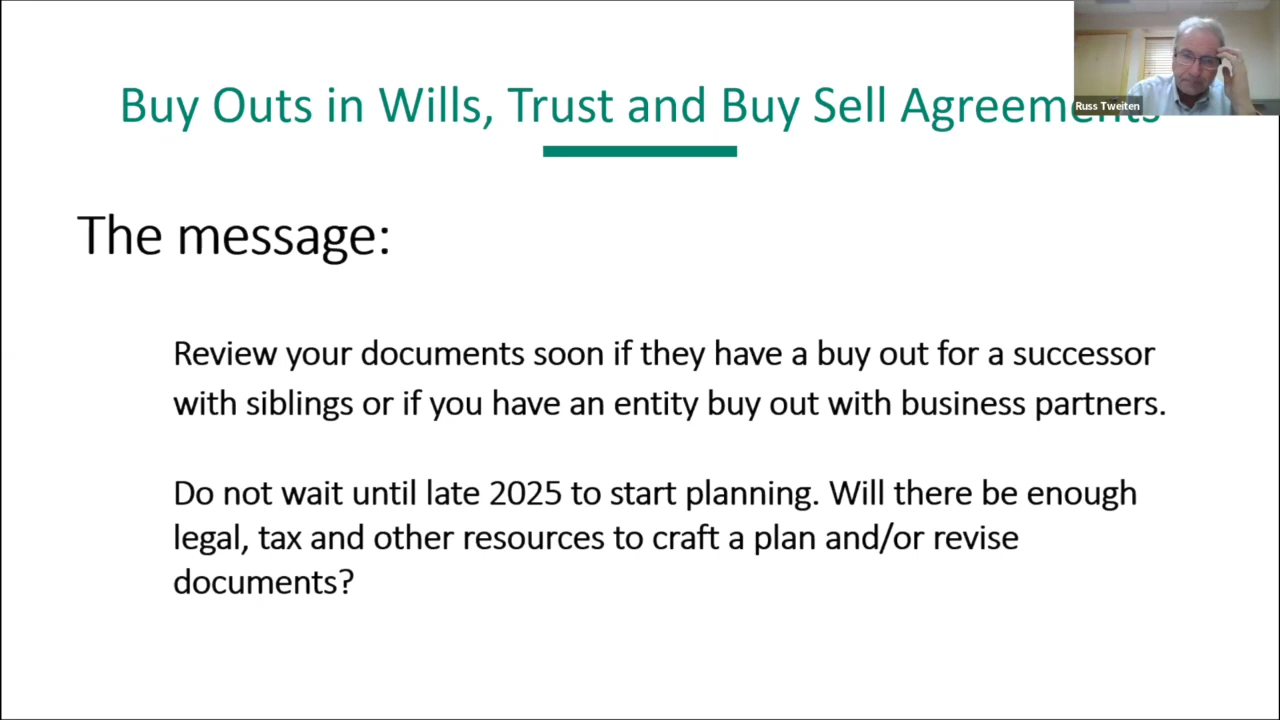 Buy Outs in Wills, Trust and Buy Sell Agreements
Russ Tweiten
The message:
Review your documents soon if they have a buy out for a successor
with siblings or if you have an entity buy out with business partners.
Do not wait until late 2025 to start planning. Will there be enough
legal, tax and other resources to craft a plan and/or revise
documents?